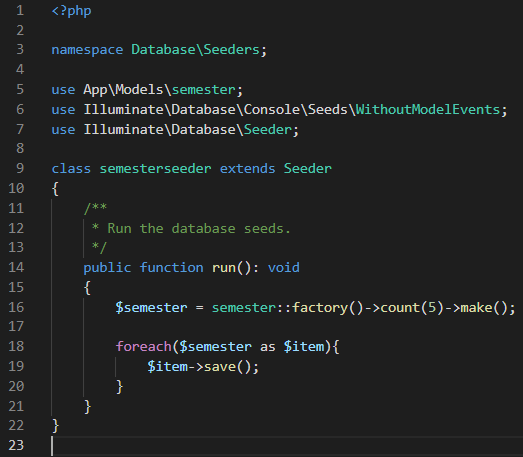 1 <?php
2
3 namespace Database\Seeders;
4
5 use App\Models\semester;
6 use Illuminate\Database\Console\Seeds\WithoutModelEvents;
7 use Illuminate\Database\Seeder;
8
9 class semesterseeder extends Seeder
10 {
11     /**
12      * Run the database seeds.
13      */
14     public function run(): void
15     {
16         $semester = semester::factory()->count(5)->make();
17
18         foreach($semester as $item){
19             $item->save();
20         }
21     }
22 }
23